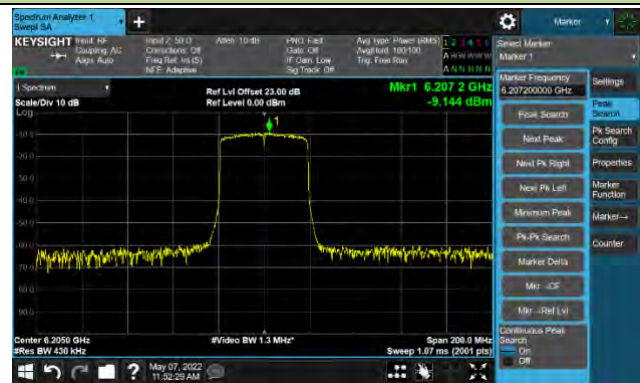 Spectrum Analyzer 1
Swept SA
+
Marker
KEYSIGHT
Input: RF
Coupling: AC
Align: Auto
Input Z: 50 Ω
Corrections: Off
Freq Ref: Int (S)
NFE: Adaptive
Atten: 10 dB
PNO: Fast
Gate: Off
IF Gain: Low
Sig Track: Off
Avg Type: Power (RMS)
Avg|Hold: 100/100
Trig: Free Run
1 2 3 4 5 6
A W W W W W
A N N N N N
Select Marker
Marker 1
1 Spectrum
Scale/Div 10 dB
Log
Ref Lvl Offset 23.00 dB
Ref Level 0.00 dBm
Mkr1 6.207 2 GHz
-9.144 dBm
1
-10.0
-20.0
-30.0
-40.0
-50.0
-60.0
-70.0
-80.0
-90.0
Center 6.2050 GHz
#Res BW 430 kHz
#Video BW 1.3 MHz*
Span 200.0 MHz
Sweep 1.07 ms (2001 pts)
Marker Frequency
6.207200000 GHz
Peak Search
Next Peak
Next Pk Right
Next Pk Left
Minimum Peak
Pk-Pk Search
Marker Delta
Mkr→CF
Mkr→Ref Lvl
Continuous Peak
Search
On
Off
Settings
Peak
Search
Pk Search
Config
Properties
Marker
Function
Marker→
Counter
?
May 07, 2022
11:52:29 AM